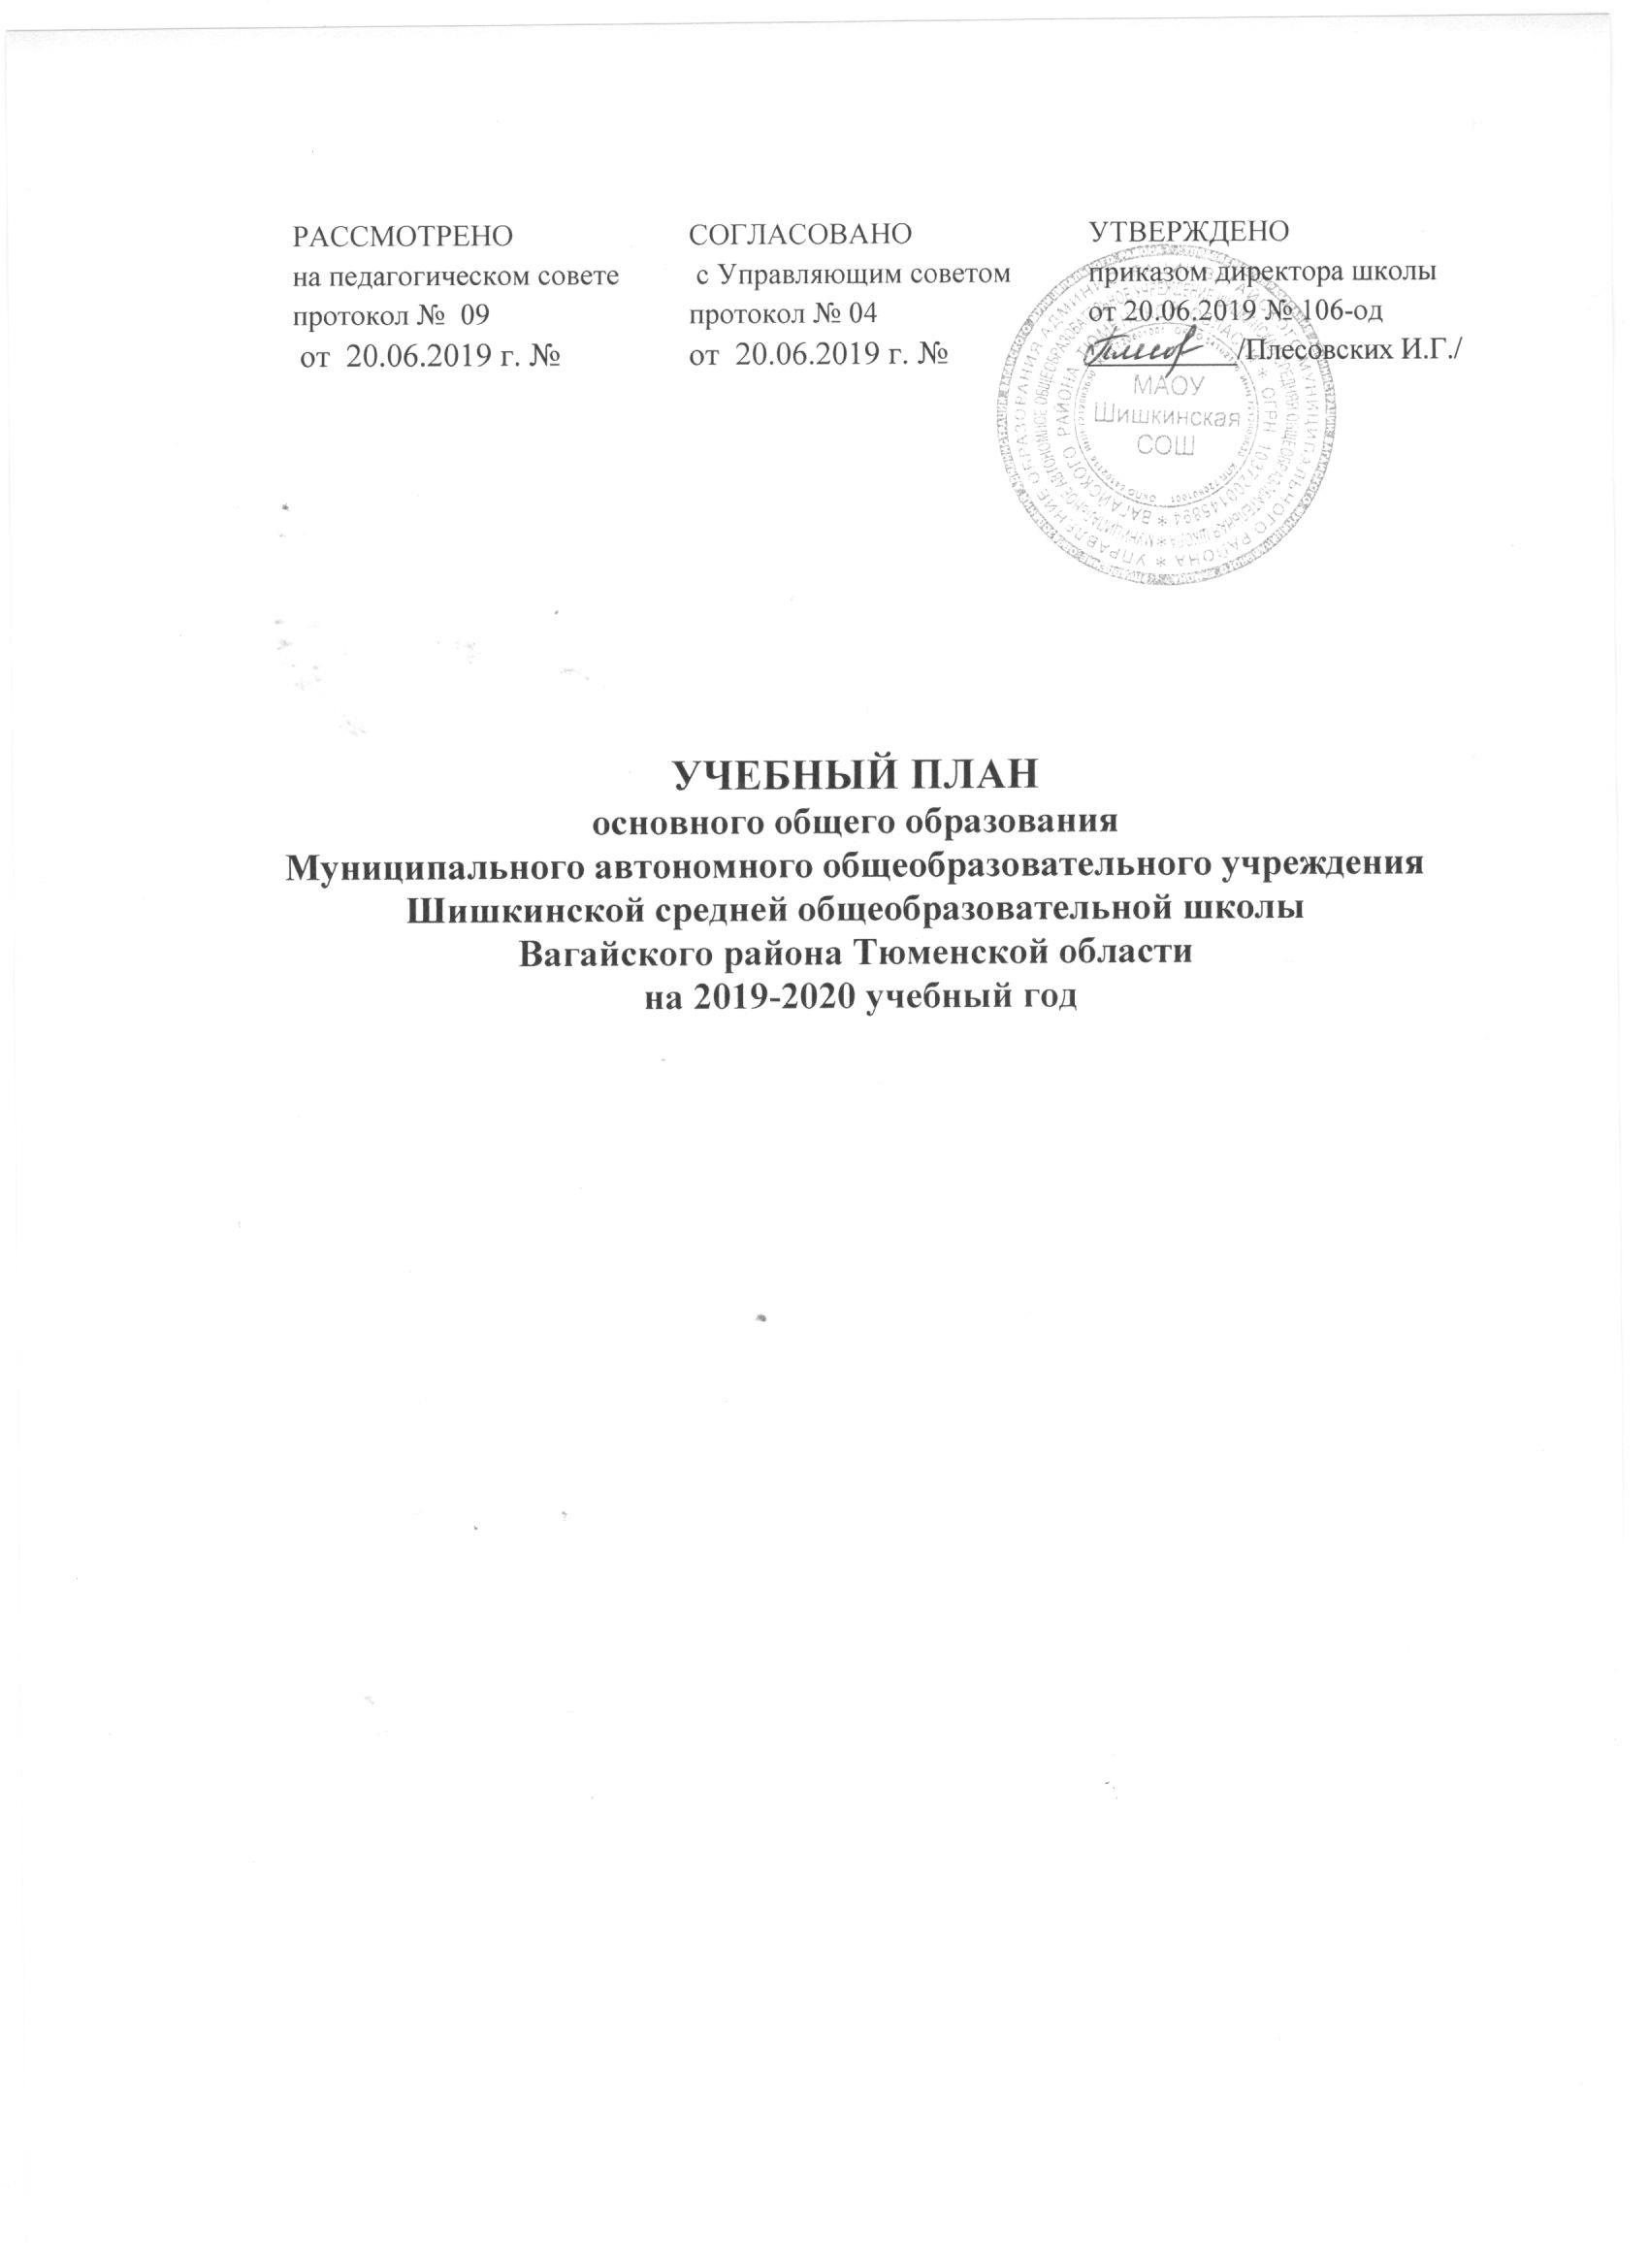 РАССМОТРЕНО
на педагогическом совете
протокол № 09
от 20.06.2019 г. №
СОГЛАСОВАНО
с Управляющим советом
протокол № 04
от 20.06.2019 г. №
УТВЕРЖДЕНО
приказом директора школы
от 20.06.2019 № 106-од
/Плесовских И.Г./
МАОУ
Шишкинская
СОШ
УЧЕБНЫЙ ПЛАН
основного общего образования
Муниципального автономного общеобразовательного учреждения
Шишкинской средней общеобразовательной школы
Вагайского района Тюменской области
на 2019-2020 учебный год